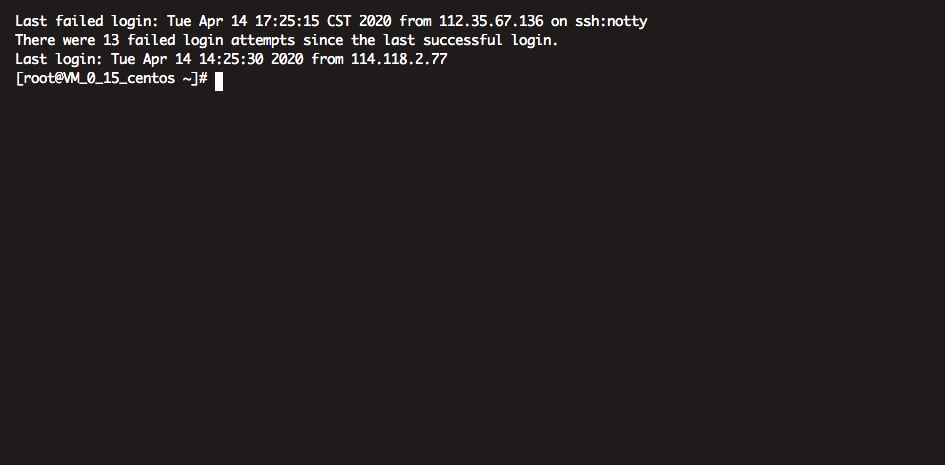 Last failed login: Tue Apr 14 17:25:15 CST 2020 from 112.35.67.136 on ssh:notty
There were 13 failed login attempts since the last successful login.
Last login: Tue Apr 14 14:25:30 2020 from 114.118.2.77
[root@VM_0_15_centos ~]#